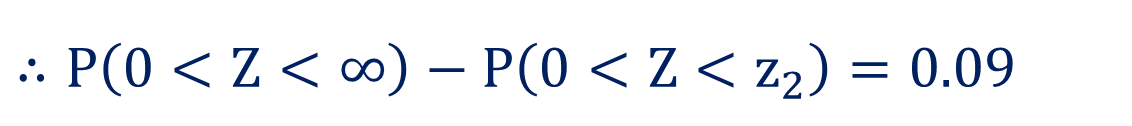 ∴ P(0 < Z < ∞) − P(0 < Z < z₂) = 0.09